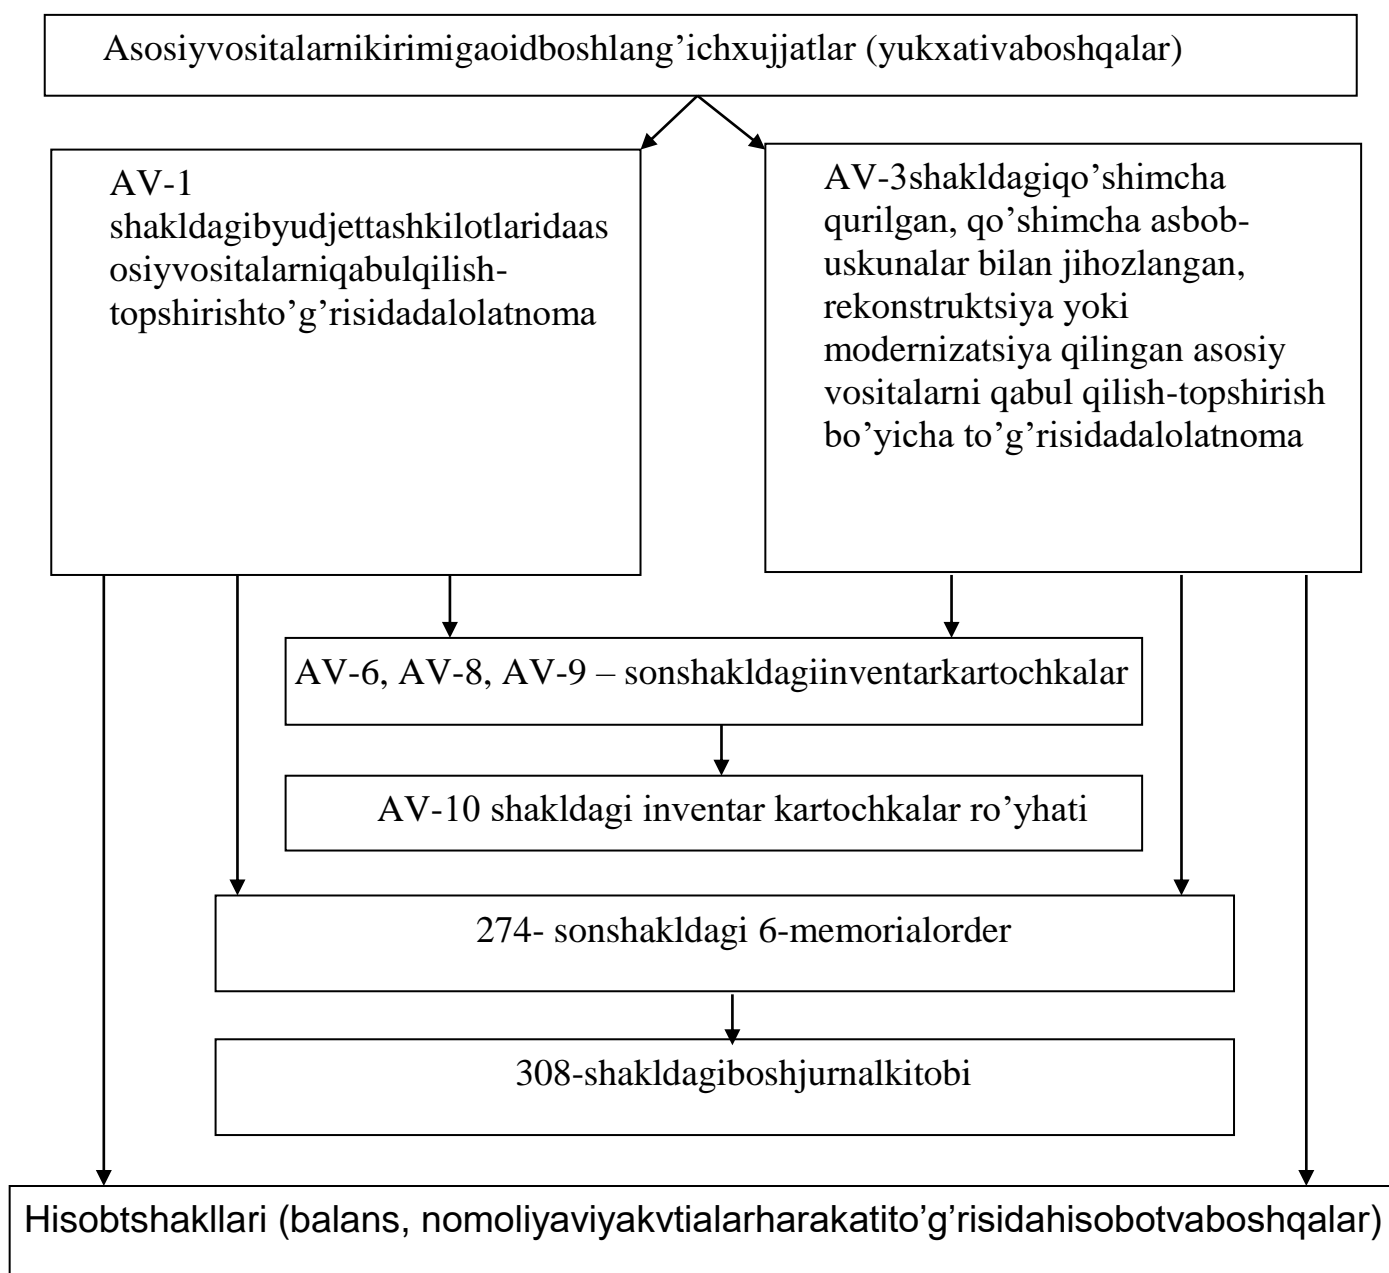 Asosiyvositalarnikirimigaoidboshlang’ichxujjatlar (yukxativaboshqalar)
AV-1
shakldagibyudjettashkilotlaridaas
osiyvositalarniqabulqilish-
topshirishto’g’risidadalolatnoma
AV-3shakldagiqo’shimcha
qurilgan, qo’shimcha asbob-
uskunalar bilan jihozlangan,
rekonstruktsiya yoki
modernizatsiya qilingan asosiy
vositalarni qabul qilish-topshirish
bo’yicha to’g’risidadalolatnoma
AV-6, AV-8, AV-9 – sonshakldagiinventarkartochkalar
AV-10 shakldagi inventar kartochkalar ro’yhati
274- sonshakldagi 6-memorialorder
308-shakldagiboshjurnalkitobi
Hisobtshakllari (balans, nomoliyaviyakvtialarharakatito’g’risidahisobotvaboshqalar)